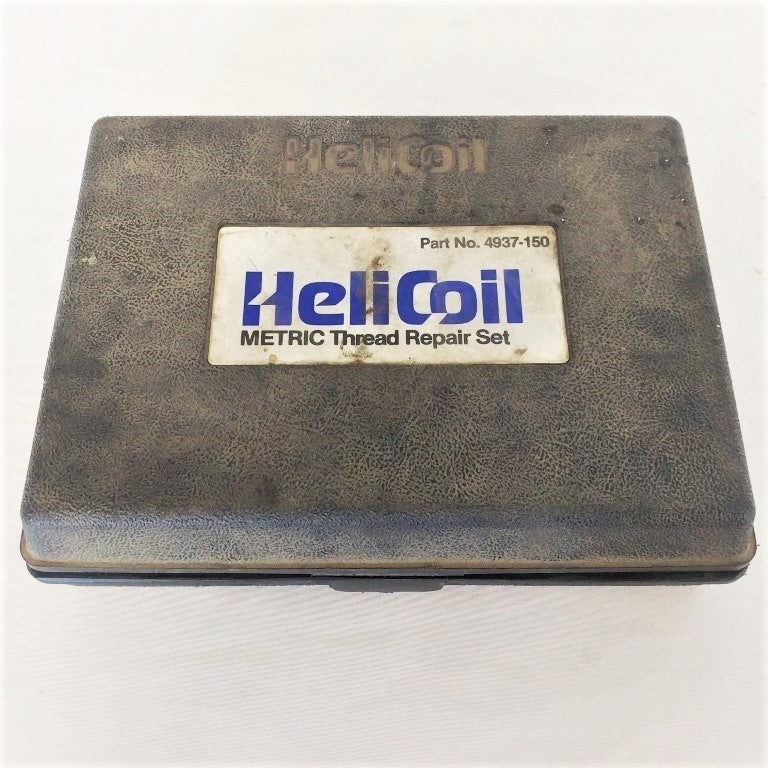 HeliCoil
Part No. 4937-150
HeliCoil
METRIC Thread Repair Set